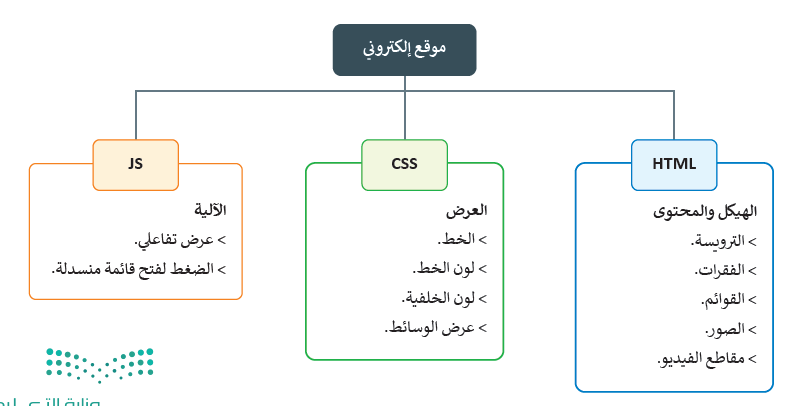 موقع إلكتروني
HTML
الهيكل والمحتوى
> الترويسة.
> الفقرات.
> القوائم.
> الصور.
> مقاطع الفيديو.
CSS
العرض
> الخط.
> لون الخط.
> لون الخلفية.
> عرض الوسائط.
JS
الآلية
> عرض تفاعلي.
> الضغط لفتح قائمة منسدلة.
وزارة